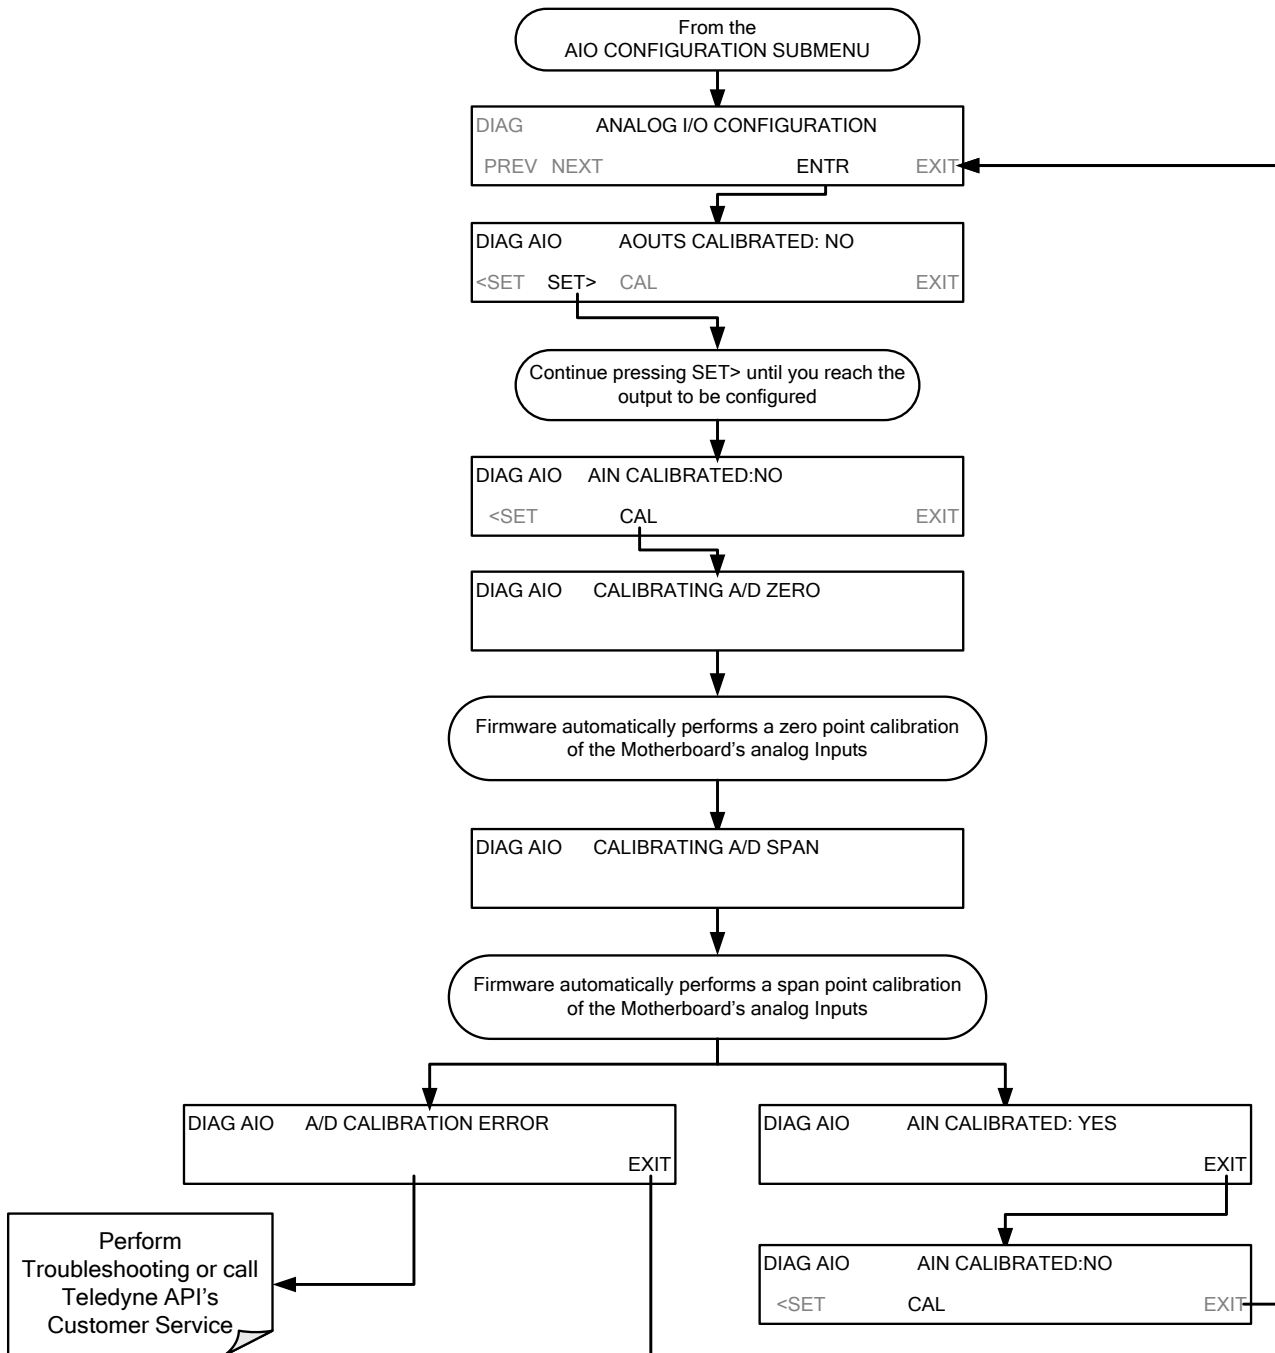 From the
AIO CONFIGURATION SUBMENU
DIAG ANALOG I/O CONFIGURATION
PREV NEXT ENTR EXIT
DIAG AIO AOUTS CALIBRATED: NO
<SET SET> CAL EXIT
Continue pressing SET> until you reach the
output to be configured
DIAG AIO AIN CALIBRATED:NO
<SET CAL EXIT
DIAG AIO CALIBRATING A/D ZERO
Firmware automatically performs a zero point calibration
of the Motherboard's analog Inputs
DIAG AIO CALIBRATING A/D SPAN
Firmware automatically performs a span point calibration
of the Motherboard's analog Inputs
DIAG AIO A/D CALIBRATION ERROR
EXIT
DIAG AIO AIN CALIBRATED: YES
EXIT
Perform
Troubleshooting or call
Teledyne API's
Customer Service
DIAG AIO AIN CALIBRATED:NO
<SET CAL EXIT